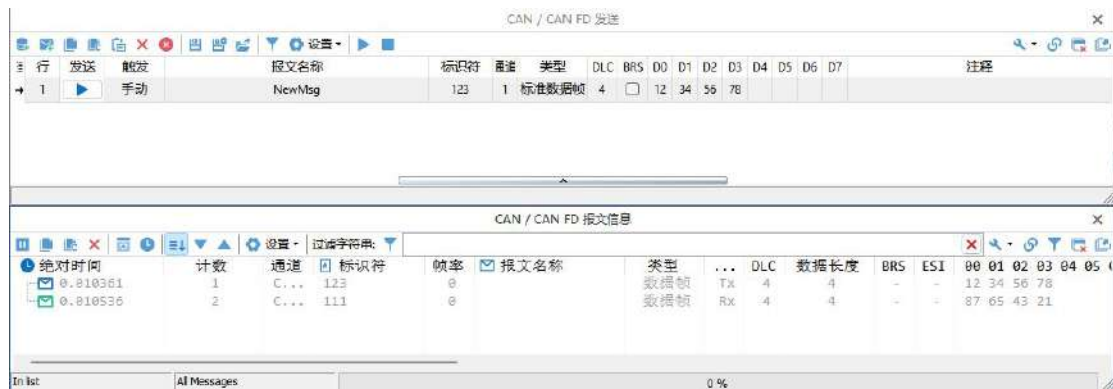 CAN / CAN FD 发送
设置
行 发送 触发 报文名称 标识符 通道 类型 DLC BRS D0 D1 D2 D3 D4 D5 D6 D7 注释
1 手动 NewMsg 123 1 标准数据帧 4 12 34 56 78
CAN / CAN FD 报文信息
设置 过滤字符串:
绝对时间 计数 通道 标识符 帧率 报文名称 类型 ... DLC 数据长度 BRS ESI 00 01 02 03 04 05
0.010361 1 C... 123 0 数据帧 Tx 4 4 - - 12 34 56 78
0.010536 2 C... 111 0 数据帧 Rx 4 4 - - 87 65 43 21
In list All Messages 0 %